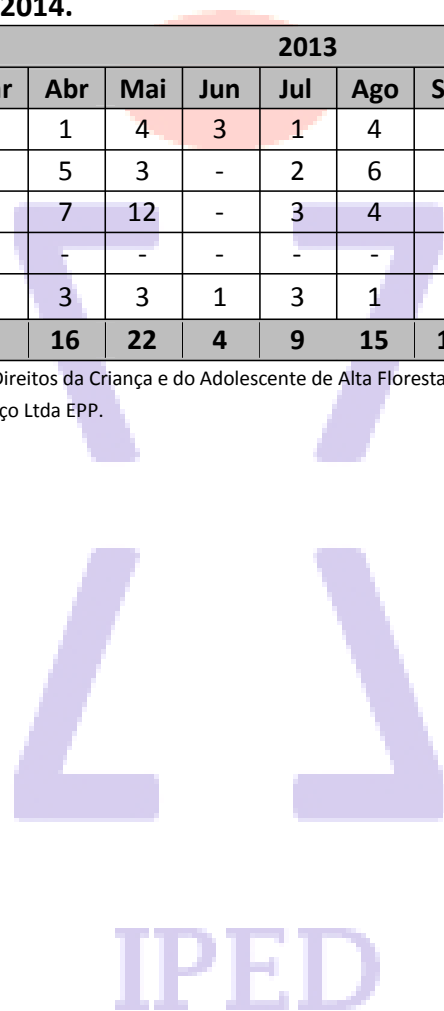 2014.
2013
Abr Mai Jun Jul Ago
1 4 3 1 4
5 3 - 2 6
7 12 - 3 4
- - - - -
3 3 1 3 1
16 22 4 9 15
Direitos da Criança e do Adolescente de Alta Floresta
Ltda EPP.
IPED